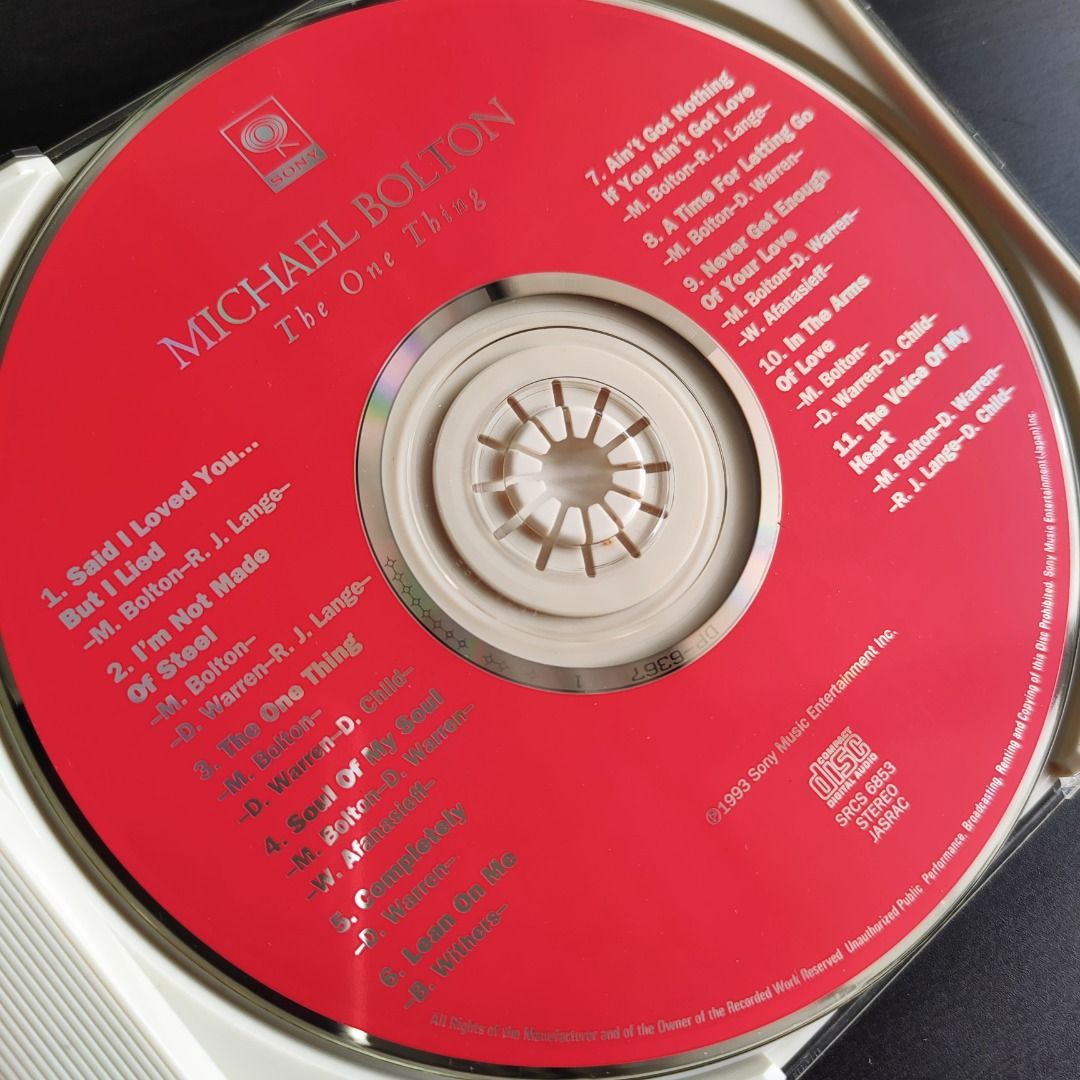 SONY
MICHAEL BOLTON
The One Thing
1. Said I Loved You...
But I Lied
–M. Bolton–R. J. Lange–
2. I'm Not Made
Of Steel
–M. Bolton–
–D. Warren–R. J. Lange–
3. The One Thing
–M. Bolton–
–D. Warren–D. Child–
4. Soul Of My Soul
–M. Bolton–D. Warren–
–W. Afanasieff–
5. Completely
–D. Warren–
6. Lean On Me
–B. Withers–
7. Ain't Got Nothing
If You Ain't Got Love
–M. Bolton–R. J. Lange–
8. A Time For Letting Go
–M. Bolton–D. Warren–
9. Never Get Enough
Of Your Love
–M. Bolton–D. Warren–
–W. Afanasieff–
10. In The Arms
Of Love
–M. Bolton–
–D. Warren–D. Child–
11. The Voice Of My
Heart
–M. Bolton–D. Warren–
–R. J. Lange–D. Child–
DP-6367 1
℗1993 Sony Music Entertainment Inc.
COMPACT
disc
DIGITAL AUDIO
SRCS 6853
STEREO
JASRAC
All Rights of the Manufacturer and of the Owner of the Recorded Work Reserved Unauthorized Public Performance, Broadcasting, Renting and Copying of this Disc Prohibited. Sony Music Entertainment (Japan) Inc.